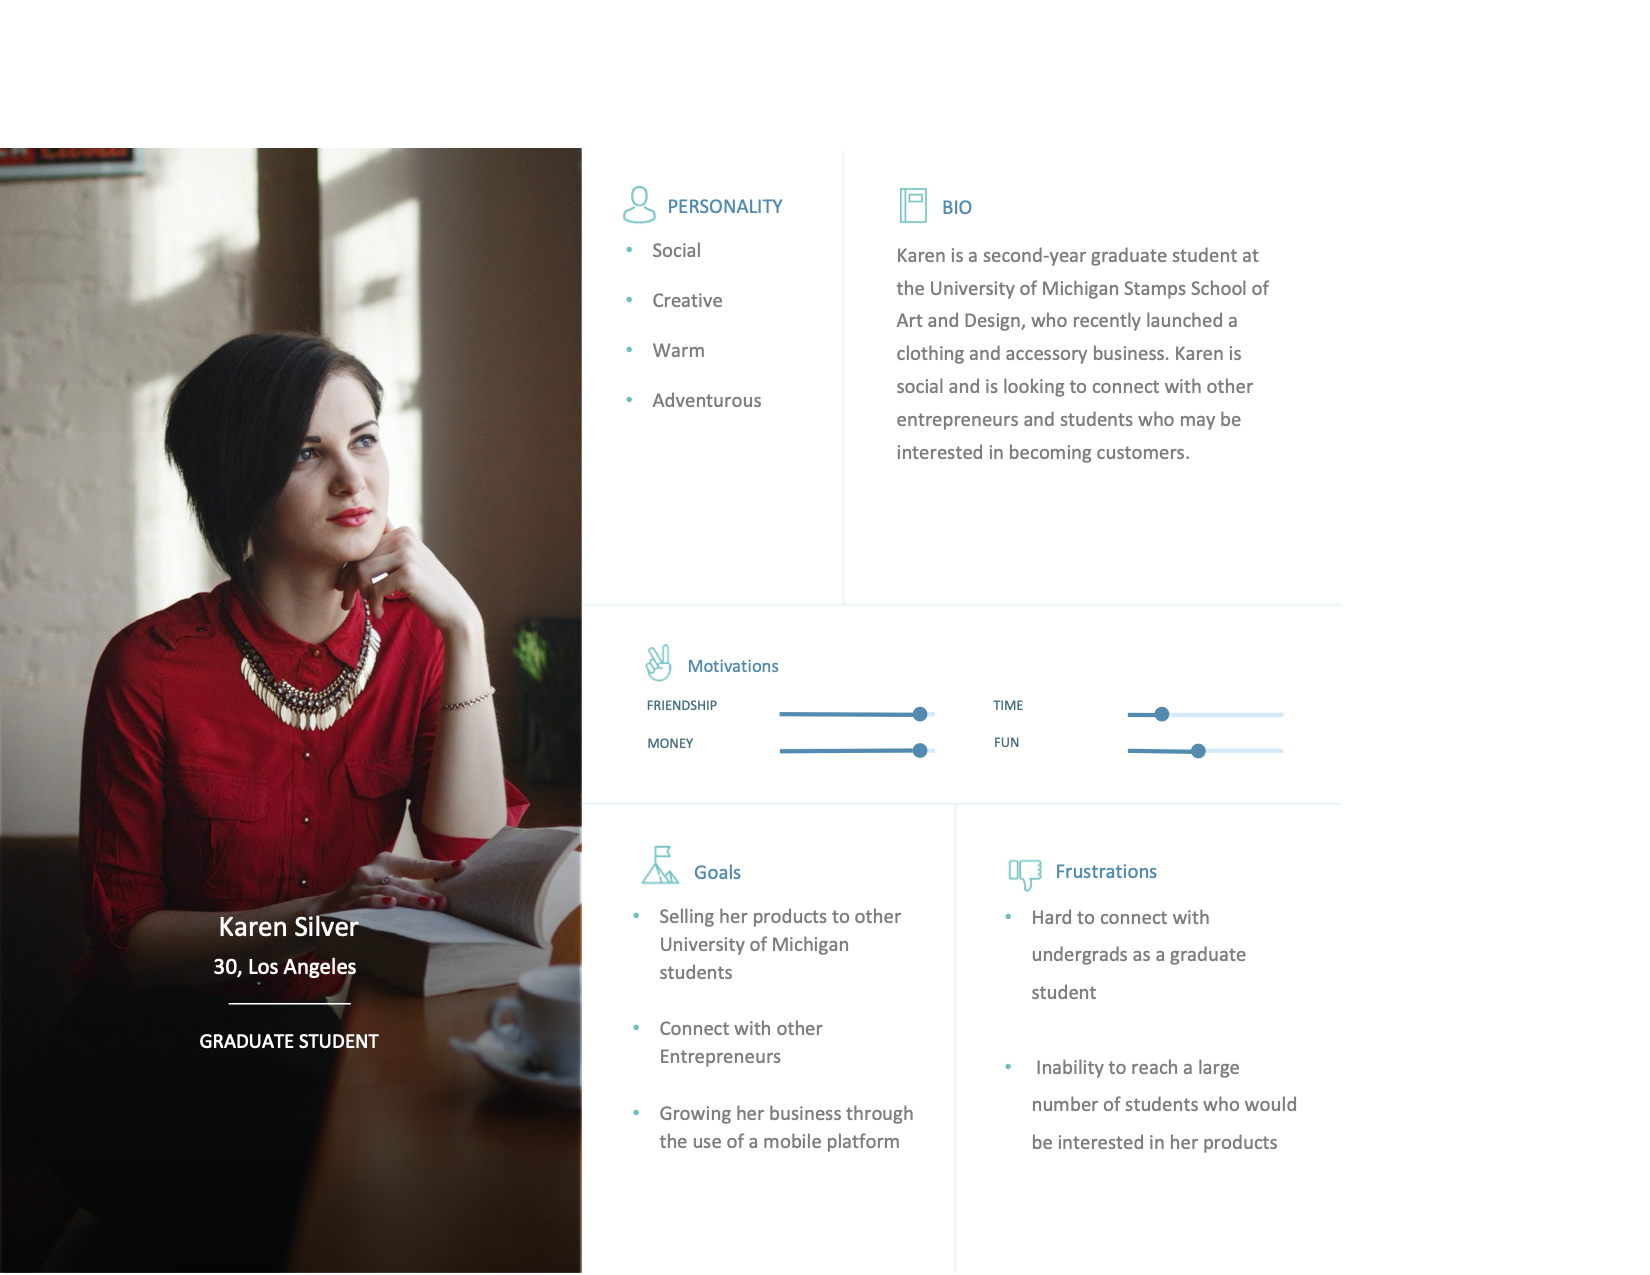 PERSONALITY
Social
Creative
Warm
Adventurous
BIO
Karen is a second-year graduate student at
the University of Michigan Stamps School of
Art and Design, who recently launched a
clothing and accessory business. Karen is
social and is looking to connect with other
entrepreneurs and students who may be
interested in becoming customers.
Motivations
FRIENDSHIP
TIME
MONEY
FUN
Karen Silver
30, Los Angeles
GRADUATE STUDENT
Goals
Selling her products to other
University of Michigan
students
Connect with other
Entrepreneurs
Growing her business through
the use of a mobile platform
Frustrations
Hard to connect with
undergrads as a graduate
student
Inability to reach a large
number of students who would
be interested in her products